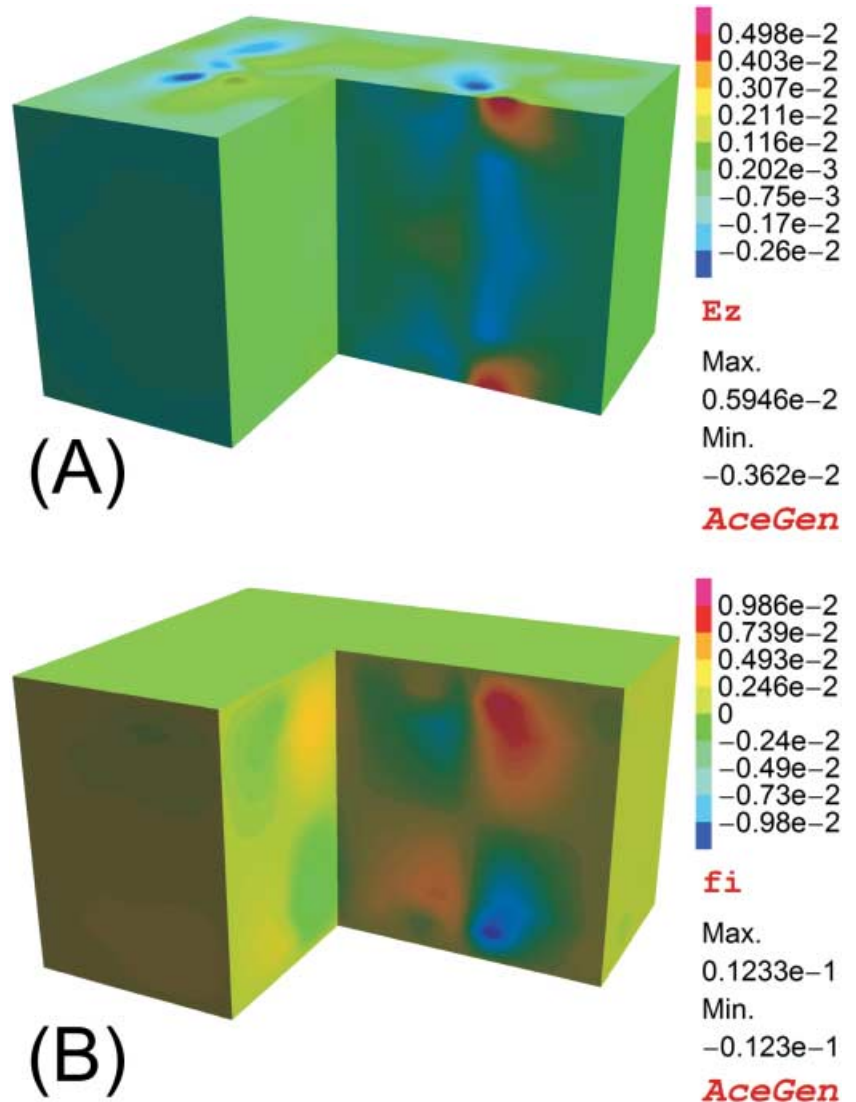 0.498e−2
0.403e−2
0.307e−2
0.211e−2
0.116e−2
0.202e−3
−0.75e−3
−0.17e−2
−0.26e−2
Ez
Max.
0.5946e−2
Min.
−0.362e−2
AceGen
(A)
0.986e−2
0.739e−2
0.493e−2
0.246e−2
0
−0.24e−2
−0.49e−2
−0.73e−2
−0.98e−2
fi
Max.
0.1233e−1
Min.
−0.123e−1
AceGen
(B)